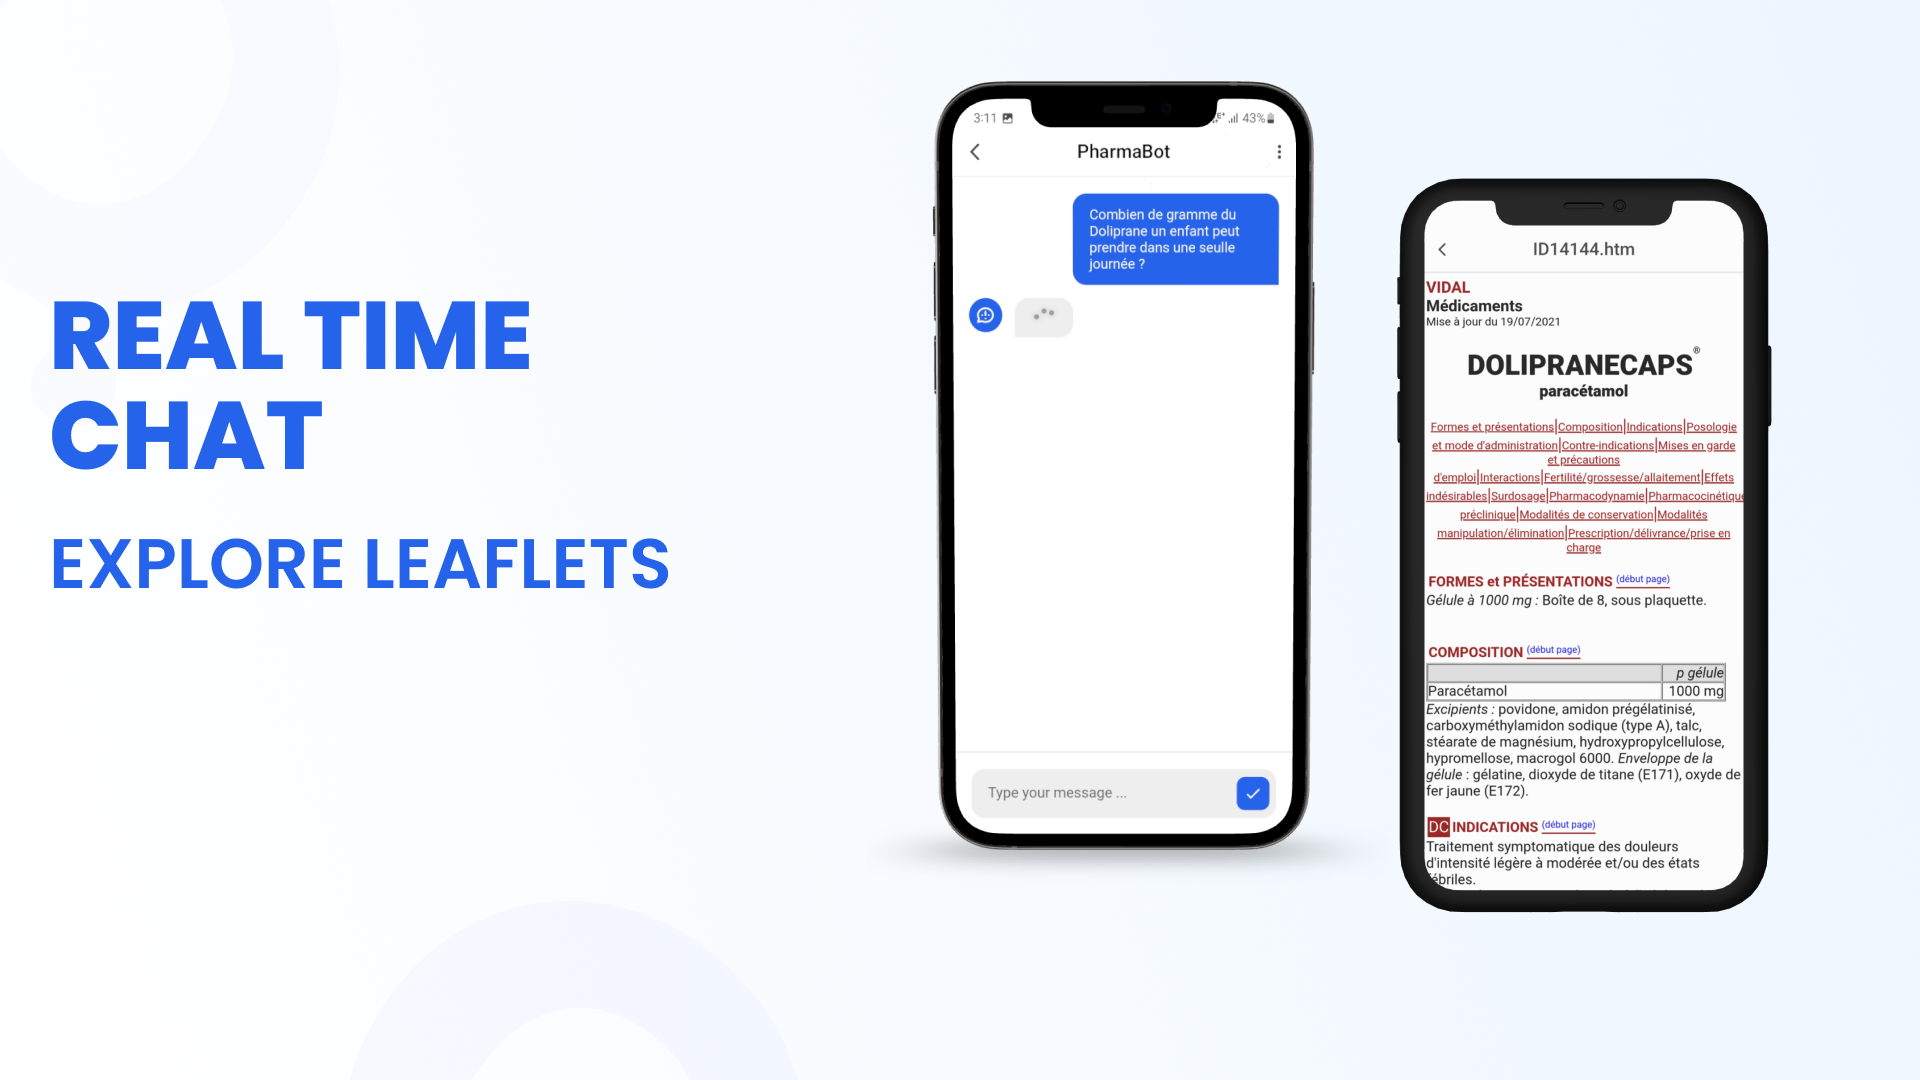 REAL TIME
CHAT
EXPLORE LEAFLETS
3:11
43%
PharmaBot
Combien de gramme du
Doliprane un enfant peut
prendre dans une seulle
journée ?
Type your message ...
ID14144.htm
VIDAL
Médicaments
Mise à jour du 19/07/2021
DOLIPRANECAPS®
paracétamol
Formes et présentations|Composition|Indications|Posologie
et mode d'administration|Contre-indications|Mises en garde
et précautions
d'emploi|Interactions|Fertilité/grossesse/allaitement|Effets
indésirables|Surdosage|Pharmacodynamie|Pharmacocinétique
préclinique|Modalités de conservation|Modalités
manipulation/élimination|Prescription/délivrance/prise en
charge
FORMES et PRÉSENTATIONS (début page)
Gélule à 1000 mg : Boîte de 8, sous plaquette.
COMPOSITION (début page)
p gélule
Paracétamol 1000 mg
Excipients : povidone, amidon prégélatinisé,
carboxyméthylamidon sodique (type A), talc,
stéarate de magnésium, hydroxypropylcellulose,
hypromellose, macrogol 6000. Enveloppe de la
gélule : gélatine, dioxyde de titane (E171), oxyde de
fer jaune (E172).
DC INDICATIONS (début page)
Traitement symptomatique des douleurs
d'intensité légère à modérée et/ou des états
fébriles.